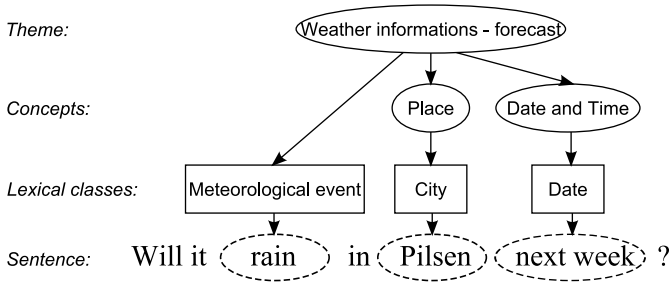 Theme: Weather informations - forecast
Concepts: Place Date and Time
Lexical classes: Meteorological event City Date
Sentence: Will it rain in Pilsen next week ?